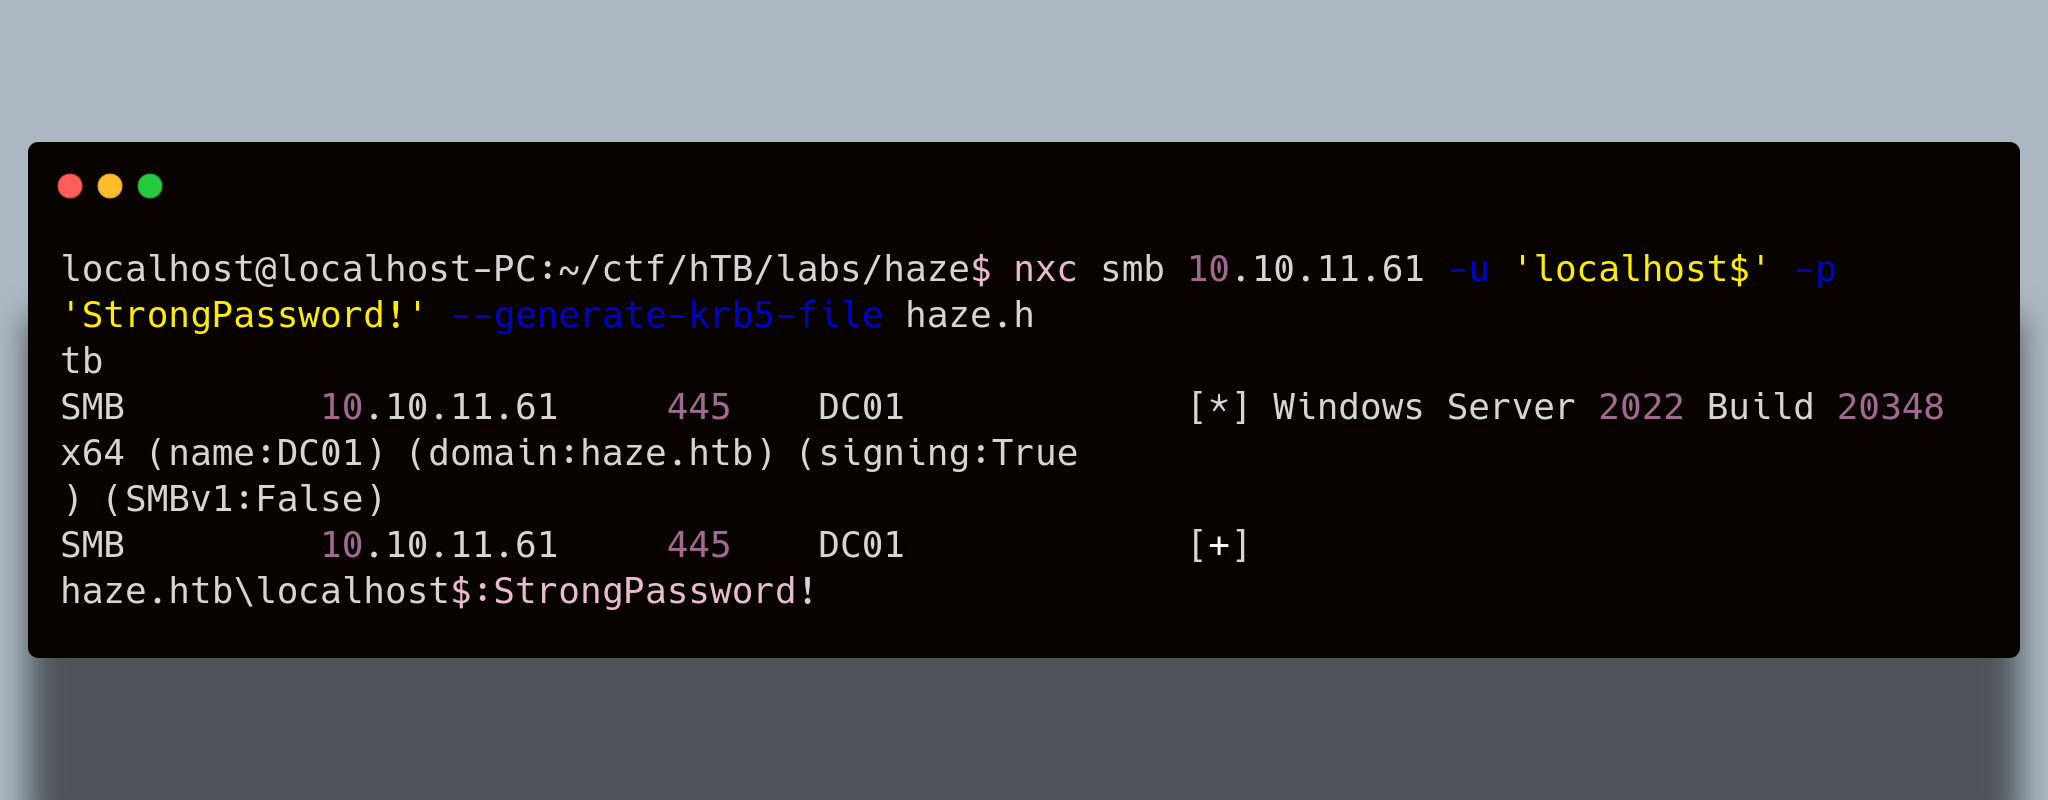 localhost@localhost-PC:~/ctf/hTB/labs/haze$ nxc smb 10.10.11.61 -u 'localhost$' -p
'StrongPassword!' --generate-krb5-file haze.h
tb
SMB         10.10.11.61     445    DC01             [*] Windows Server 2022 Build 20348
x64 (name:DC01) (domain:haze.htb) (signing:True
) (SMBv1:False)
SMB         10.10.11.61     445    DC01             [+]
haze.htb\localhost$:StrongPassword!